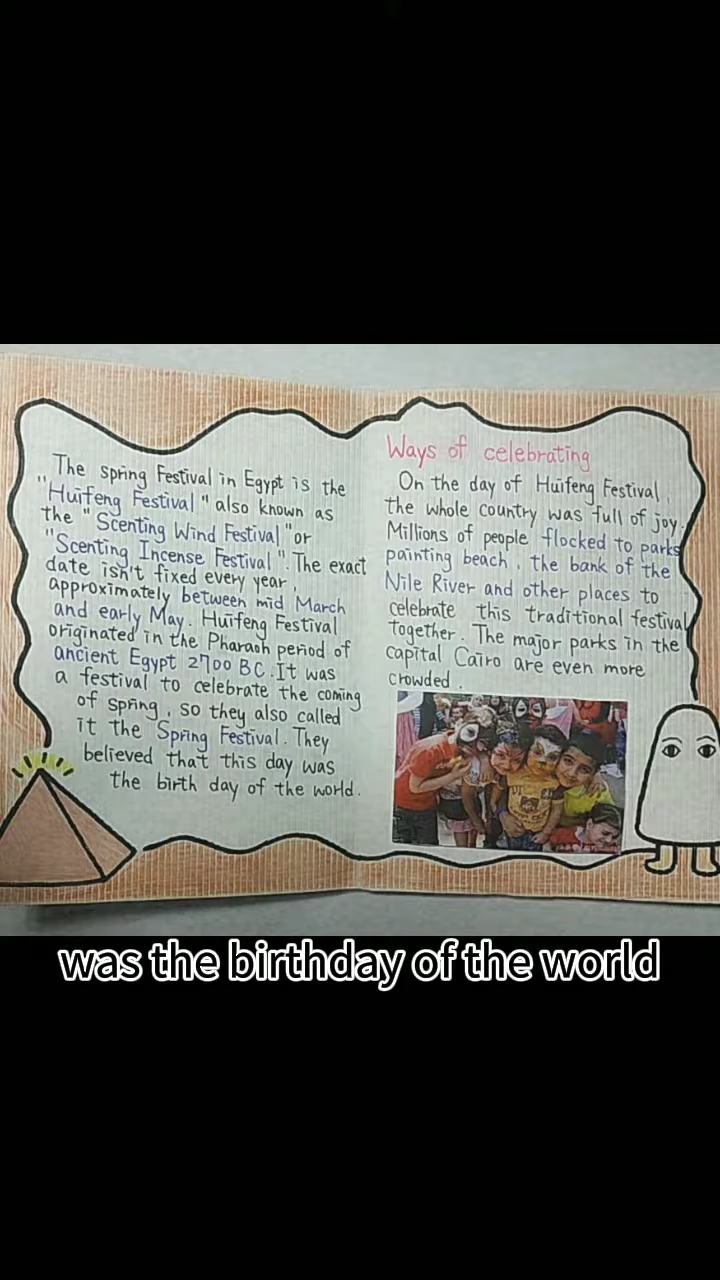 The spring Festival in Egypt is the
"Huifeng Festival" also known as
the "Scenting Wind Festival" or
"Scenting Incense Festival". The exact
date isn't fixed every year,
approximately between mid March
and early May. Huifeng Festival
originated in the Pharaoh period of
ancient Egypt 2700 BC. It was
a festival to celebrate the coming
of spring, so they also called
it the Spring Festival. They
believed that this day was
the birth day of the world.
Ways of celebrating
On the day of Huifeng Festival,
the whole country was full of joy.
Millions of people flocked to parks
painting beach, the bank of the
Nile River and other places to
celebrate this traditional festival
together. The major parks in the
capital Cairo are even more
crowded.
was the birthday of the world